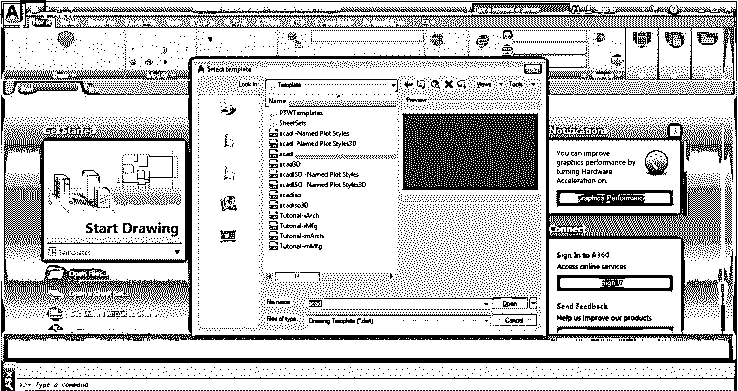 A
Select template
Look in:
Template
Views
Tools
Name
Preview
PTWTemplates
SheetSets
acad -Named Plot Styles
acad -Named Plot Styles3D
acad
acad3D
acadISO -Named Plot Styles
acadISO -Named Plot Styles3D
acadiso
acadiso3D
Tutorial-iArch
Tutorial-iMfg
Tutorial-mArch
Tutorial-mMfg
File name:
acad
Open
Files of type:
Drawing Template (*.dwt)
Cancel
Get Started
Start Drawing
Templates
Open Files...
Notifications
You can improve
graphics performance by
turning Hardware
Acceleration on.
Graphics Performance
Connect
Sign in to A360
Access online services
Sign In
Send Feedback
Help us improve our products
Type a command